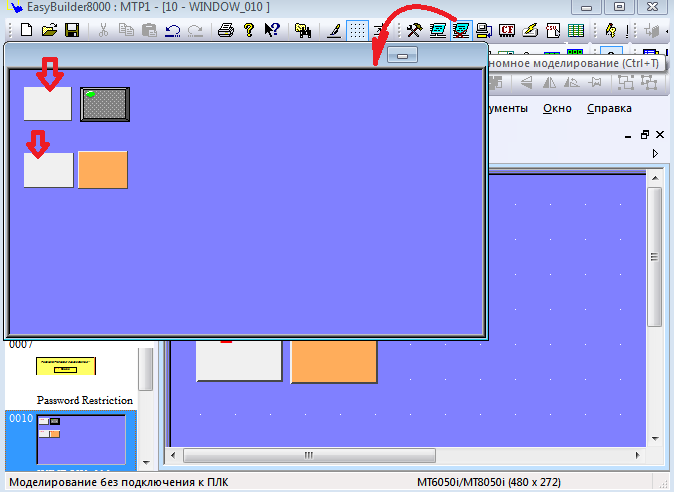 EasyBuilder8000 : MTP1 - [10 - WINDOW_010 ]
номное моделирование (Ctrl+T)
ументы Окно Справка
0007
Password Restriction
0010
Моделирование без подключения к ПЛК
MT6050i/MT8050i (480 x 272)